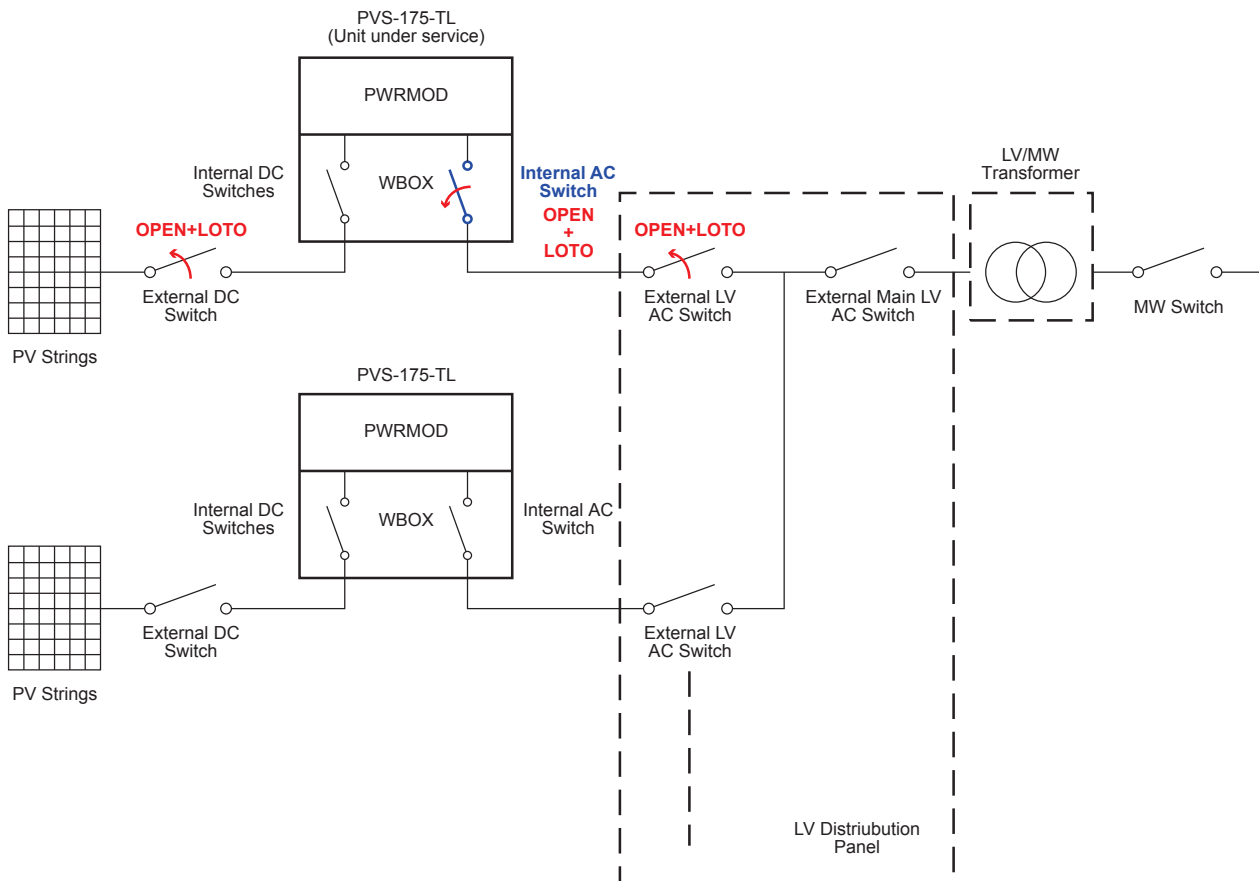 PVS-175-TL
(Unit under service)
PWRMOD
Internal DC
Switches
WBOX
Internal AC
Switch
OPEN
+
LOTO
OPEN+LOTO
External DC
Switch
PV Strings
OPEN+LOTO
External LV
AC Switch
External Main LV
AC Switch
LV/MW
Transformer
MW Switch
PVS-175-TL
PWRMOD
Internal DC
Switches
WBOX
Internal AC
Switch
External DC
Switch
PV Strings
External LV
AC Switch
LV Distriubution
Panel